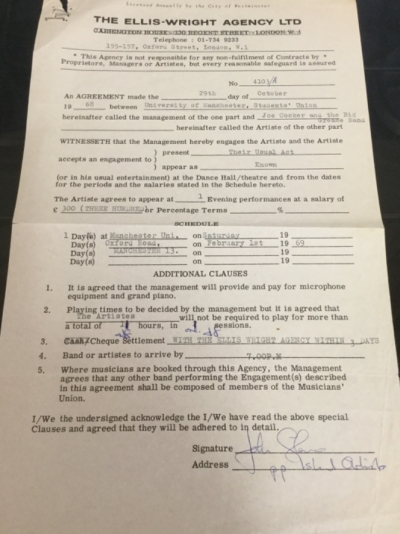 Licensed Annually by the City of Westminster
THE ELLIS-WRIGHT AGENCY LTD
CARRINGTON HOUSE · 130 REGENT STREET · LONDON W.1
Telephone : 01-734 9233
195-197, Oxford Street, London, W.1
* This Agency is not responsible for any non-fulfilment of Contracts by *
Proprietors, Managers or Artistes, but every reasonable safeguard is assured
No
An AGREEMENT made the 29th day of October
19 68 between University of Manchester, Students' Union
hereinafter called the management of the one part and Joe Cocker and the Big
Grease Band
hereinafter called the Artiste of the other part
WITNESSETH that the Management hereby engages the Artiste and the Artiste
accepts an engagement to } present Their Usual Act
} appear as Known
(or in his usual entertainment) at the Dance Hall/theatre and from the dates
for the periods and the salaries stated in the Schedule hereto.
The Artiste agrees to appear at 1 Evening performances at a salary of
£ 300 (THREE HUNDRED) or Percentage Terms %
SCHEDULE
1 Day(s) at Manchester Uni. on Saturday 19
Day(s) Oxford Road, on February 1st 19 69
Day(s) MANCHESTER 13. on 19
Day(s) on 19
ADDITIONAL CLAUSES
1. It is agreed that the management will provide and pay for microphone
equipment and grand piano.
2. Playing times to be decided by the management but it is agreed that
The Artistes will not be required to play for more than
a total of hours, in sessions.
3. Cash/Cheque Settlement WITH THE ELLIS WRIGHT AGENCY WITHIN 3 DAYS
4. Band or artistes to arrive by 7.00P.M
5. Where musicians are booked through this Agency, the Management
agrees that any other band performing the Engagement(s) described
in this agreement shall be composed of members of the Musicians'
Union.
I/We the undersigned acknowledge the I/We have read the above special
Clauses and agreed that they will be adhered to in detail.
Signature
Address pp Island Artists